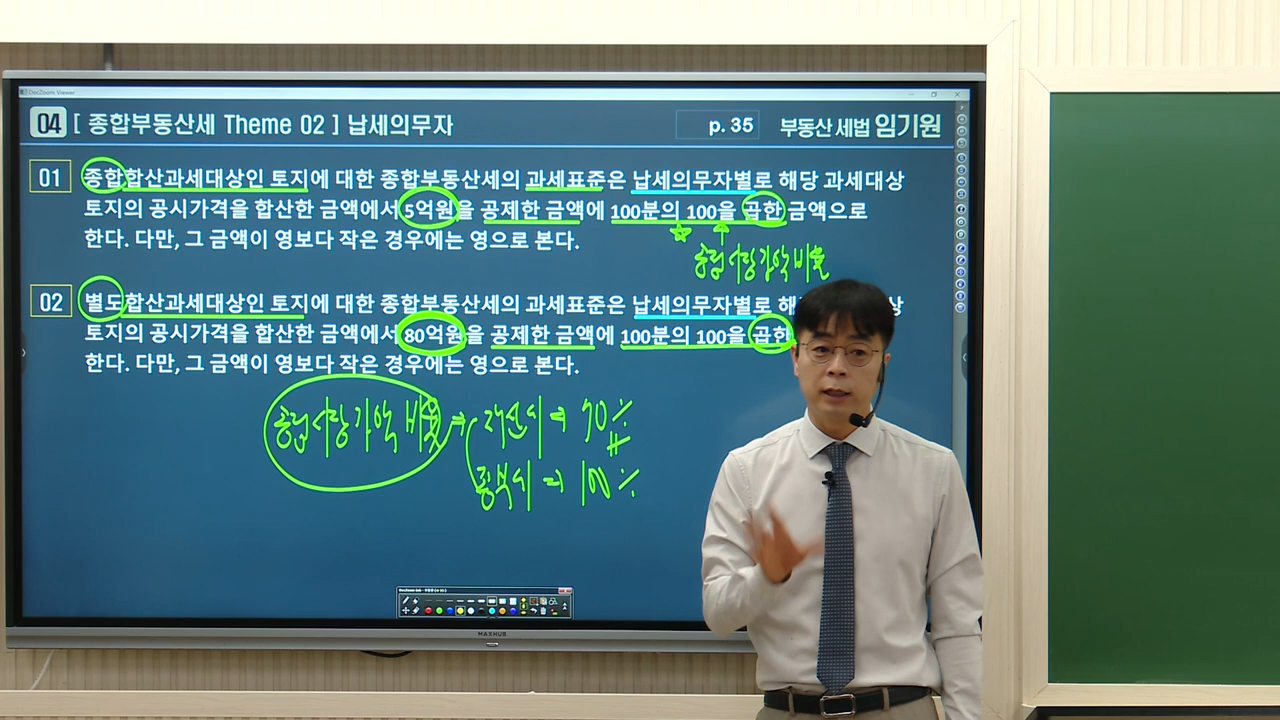 DocZoom Viewer
04 [ 종합부동산세 Theme 02 ] 납세의무자 p. 35 부동산 세법 임기원
01 종합합산과세대상인 토지에 대한 종합부동산세의 과세표준은 납세의무자별로 해당 과세대상
토지의 공시가격을 합산한 금액에서 5억원을 공제한 금액에 100분의 100을 곱한 금액으로
한다. 다만, 그 금액이 영보다 작은 경우에는 영으로 본다.
공정시장가액비율
02 별도합산과세대상인 토지에 대한 종합부동산세의 과세표준은 납세의무자별로 해 상
토지의 공시가격을 합산한 금액에서 80억원을 공제한 금액에 100분의 100을 곱한
한다. 다만, 그 금액이 영보다 작은 경우에는 영으로 본다.
공정시장가액비율 → 재산세 ⇒ 70%
종부세 ⇒ 100%
MAXHUB